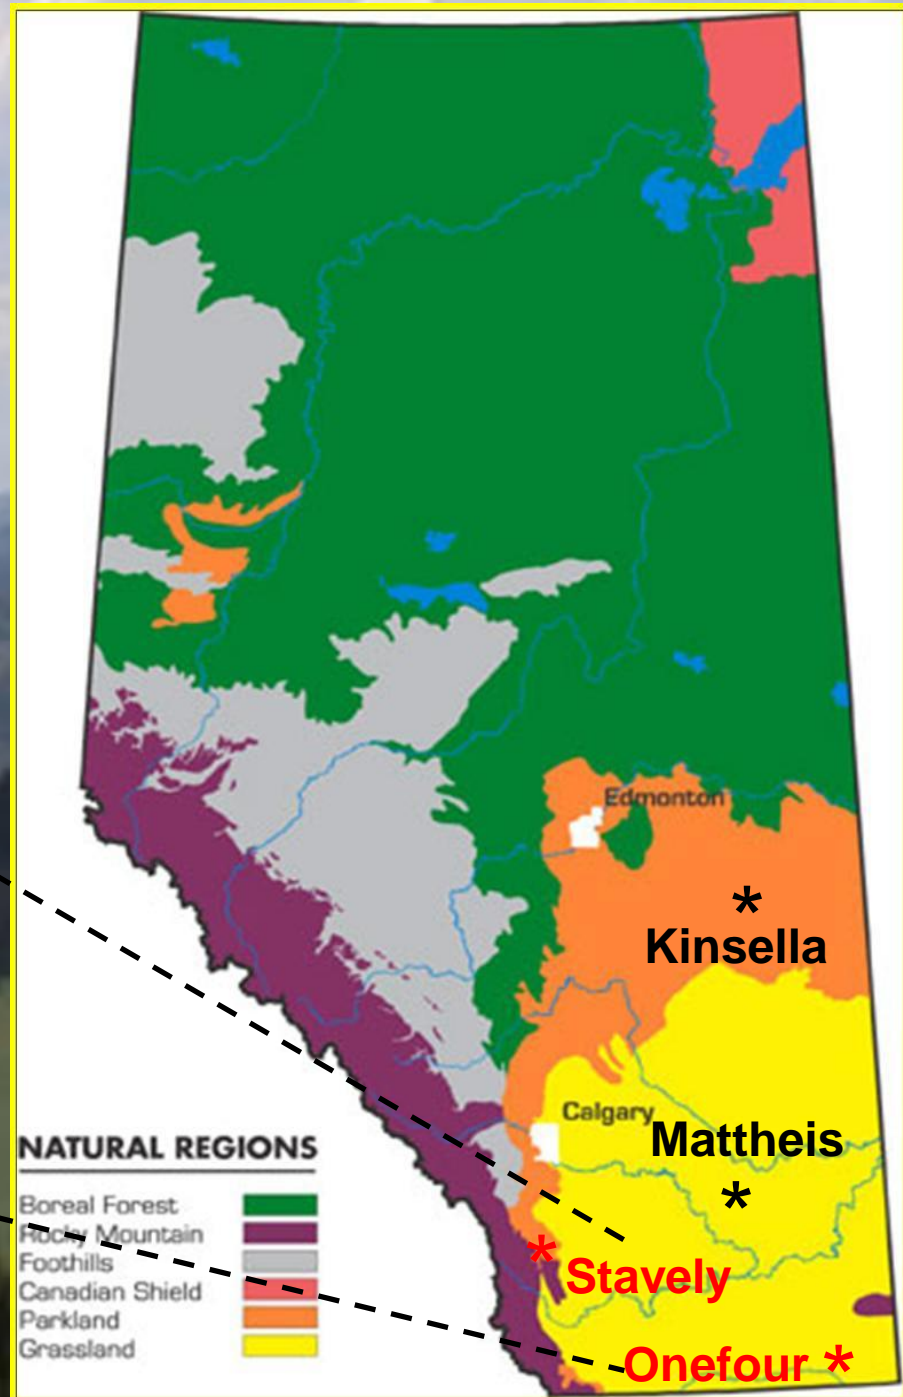 Edmonton
*
Kinsella
Calgary
Mattheis
*
*
Stavely
Onefour *
NATURAL REGIONS
Boreal Forest
Rocky Mountain
Foothills
Canadian Shield
Parkland
Grassland